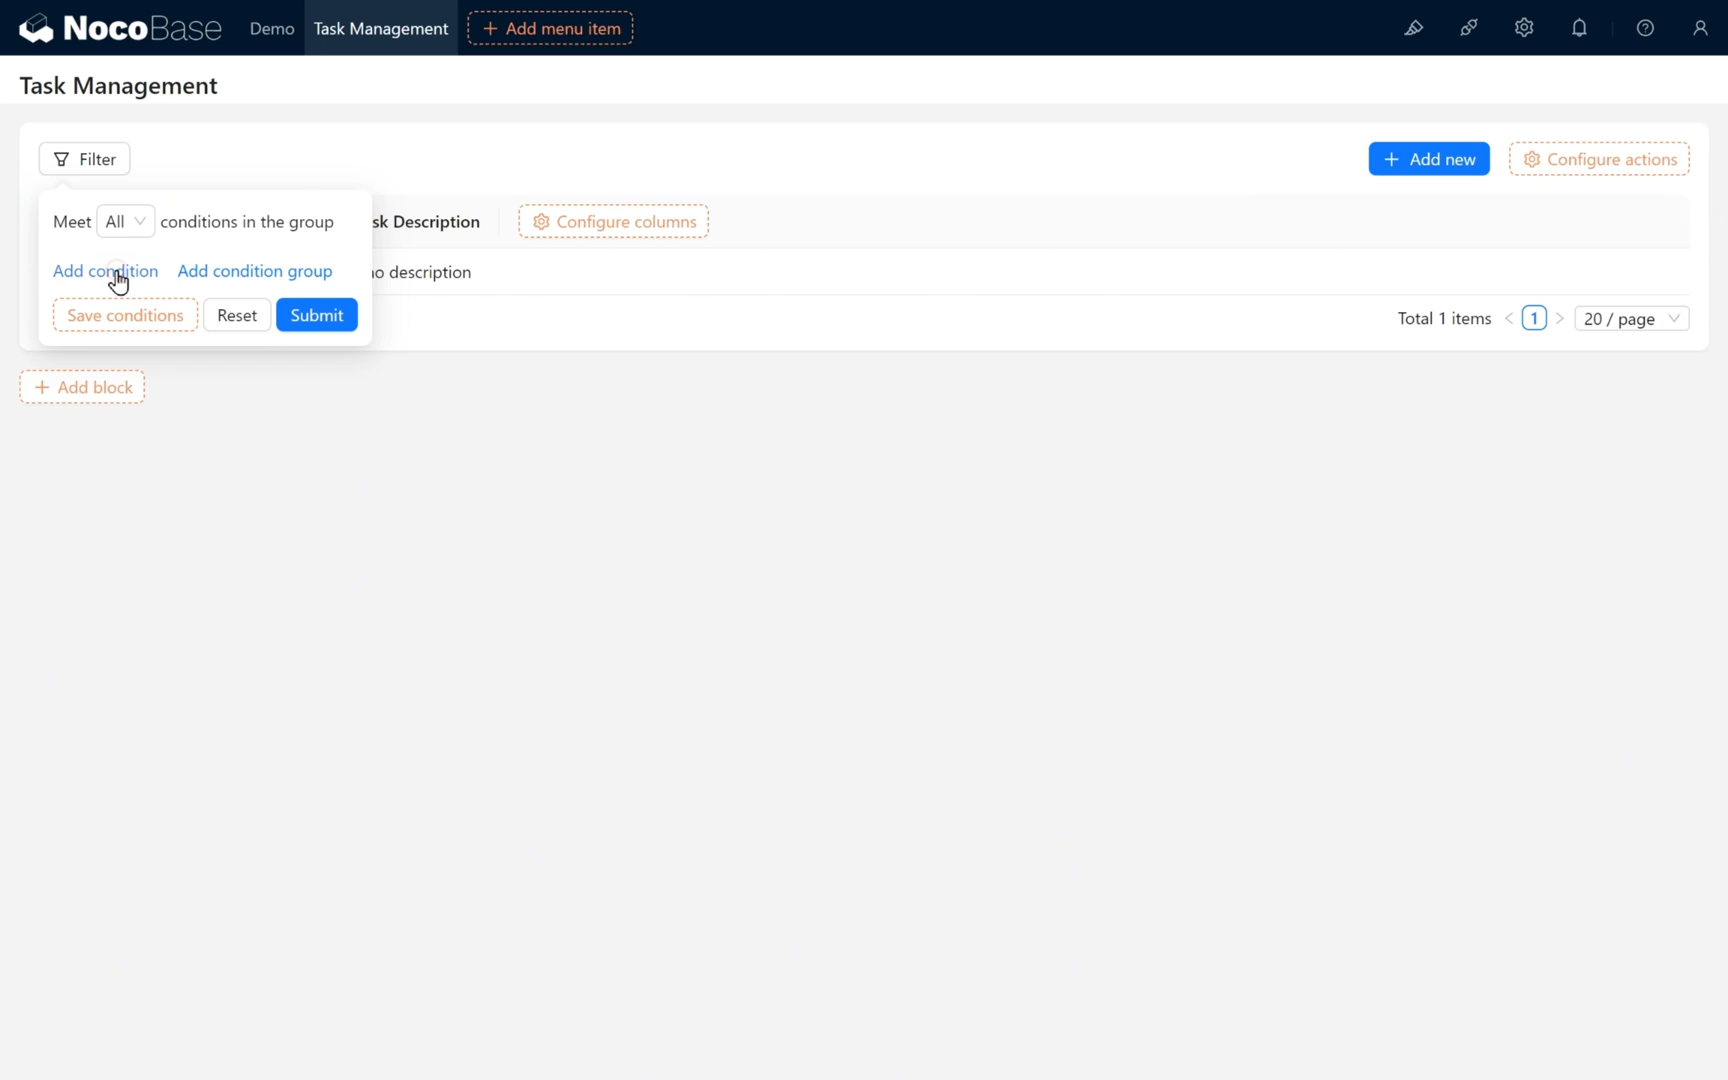 NocoBase Demo Task Management + Add menu item
Task Management
Filter + Add new Configure actions
Meet All conditions in the group sk Description Configure columns
Add condition Add condition group no description
Save conditions Reset Submit Total 1 items < 1 > 20 / page
+ Add block